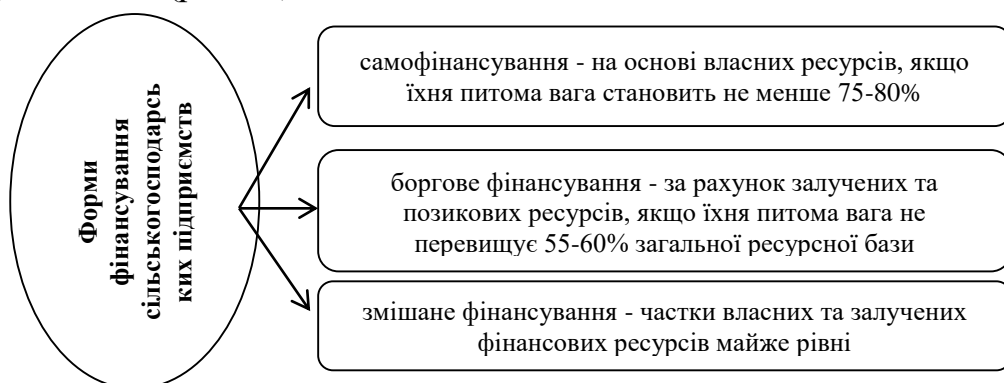 Форми
фінансування
сільськогосподарсь
ких підприємств
самофінансування - на основі власних ресурсів, якщо
їхня питома вага становить не менше 75-80%
боргове фінансування - за рахунок залучених та
позикових ресурсів, якщо їхня питома вага не
перевищує 55-60% загальної ресурсної бази
змішане фінансування - частки власних та залучених
фінансових ресурсів майже рівні